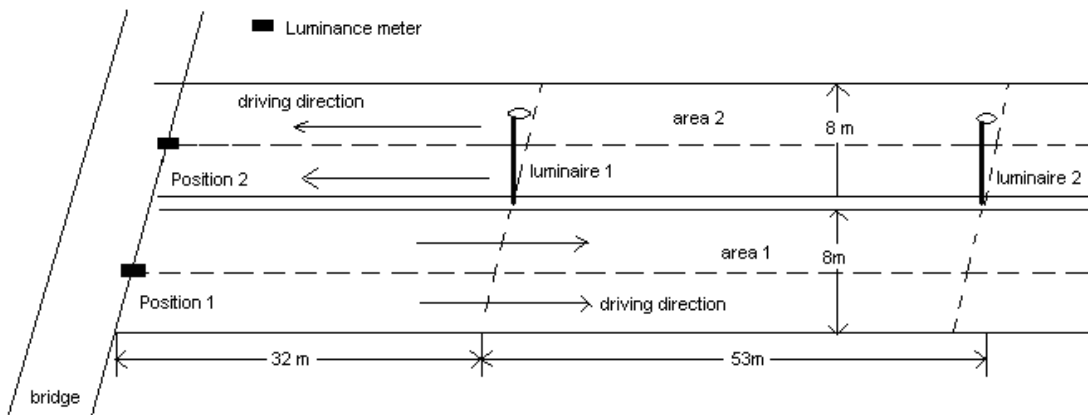 Luminance meter
driving direction
area 2
8 m
Position 2
luminaire 1
luminaire 2
area 1
8m
Position 1
driving direction
32 m
53m
bridge